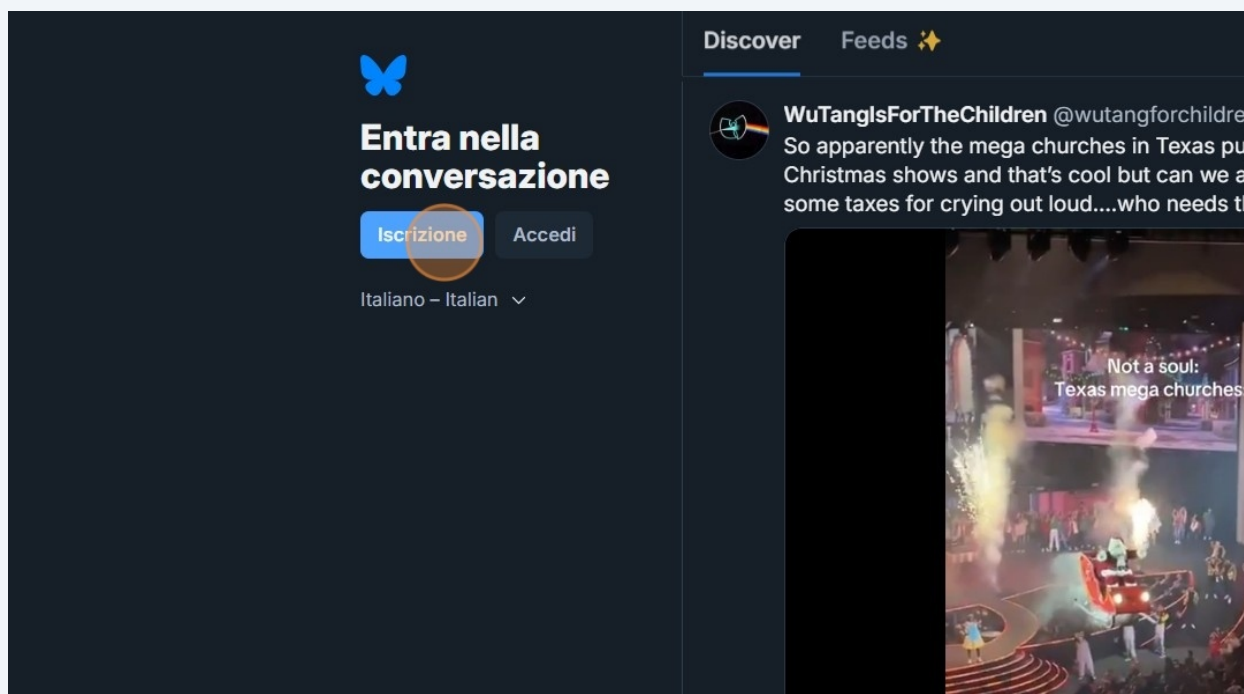 Entra nella
conversazione
Iscrizione
Accedi
Italiano – Italian
Discover
Feeds
WuTangIsForTheChildren @wutangforchildre
So apparently the mega churches in Texas pu
Christmas shows and that's cool but can we a
some taxes for crying out loud....who needs th
Not a soul:
Texas mega churches